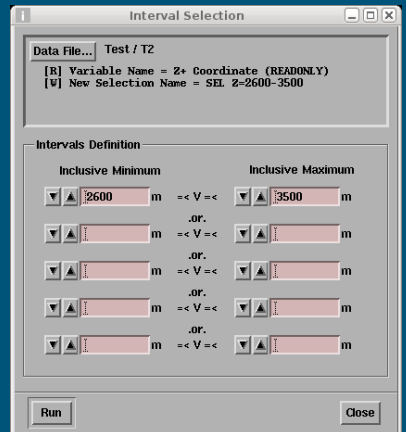 Interval Selection
Data File... Test / T2
[R] Variable Name = Z+ Coordinate (READONLY)
[W] New Selection Name = SEL Z=2600-3500
Intervals Definition
Inclusive Minimum Inclusive Maximum
2600 m =< V =< 3500 m
.or.
m =< V =< m
.or.
m =< V =< m
.or.
m =< V =< m
.or.
m =< V =< m
Run Close